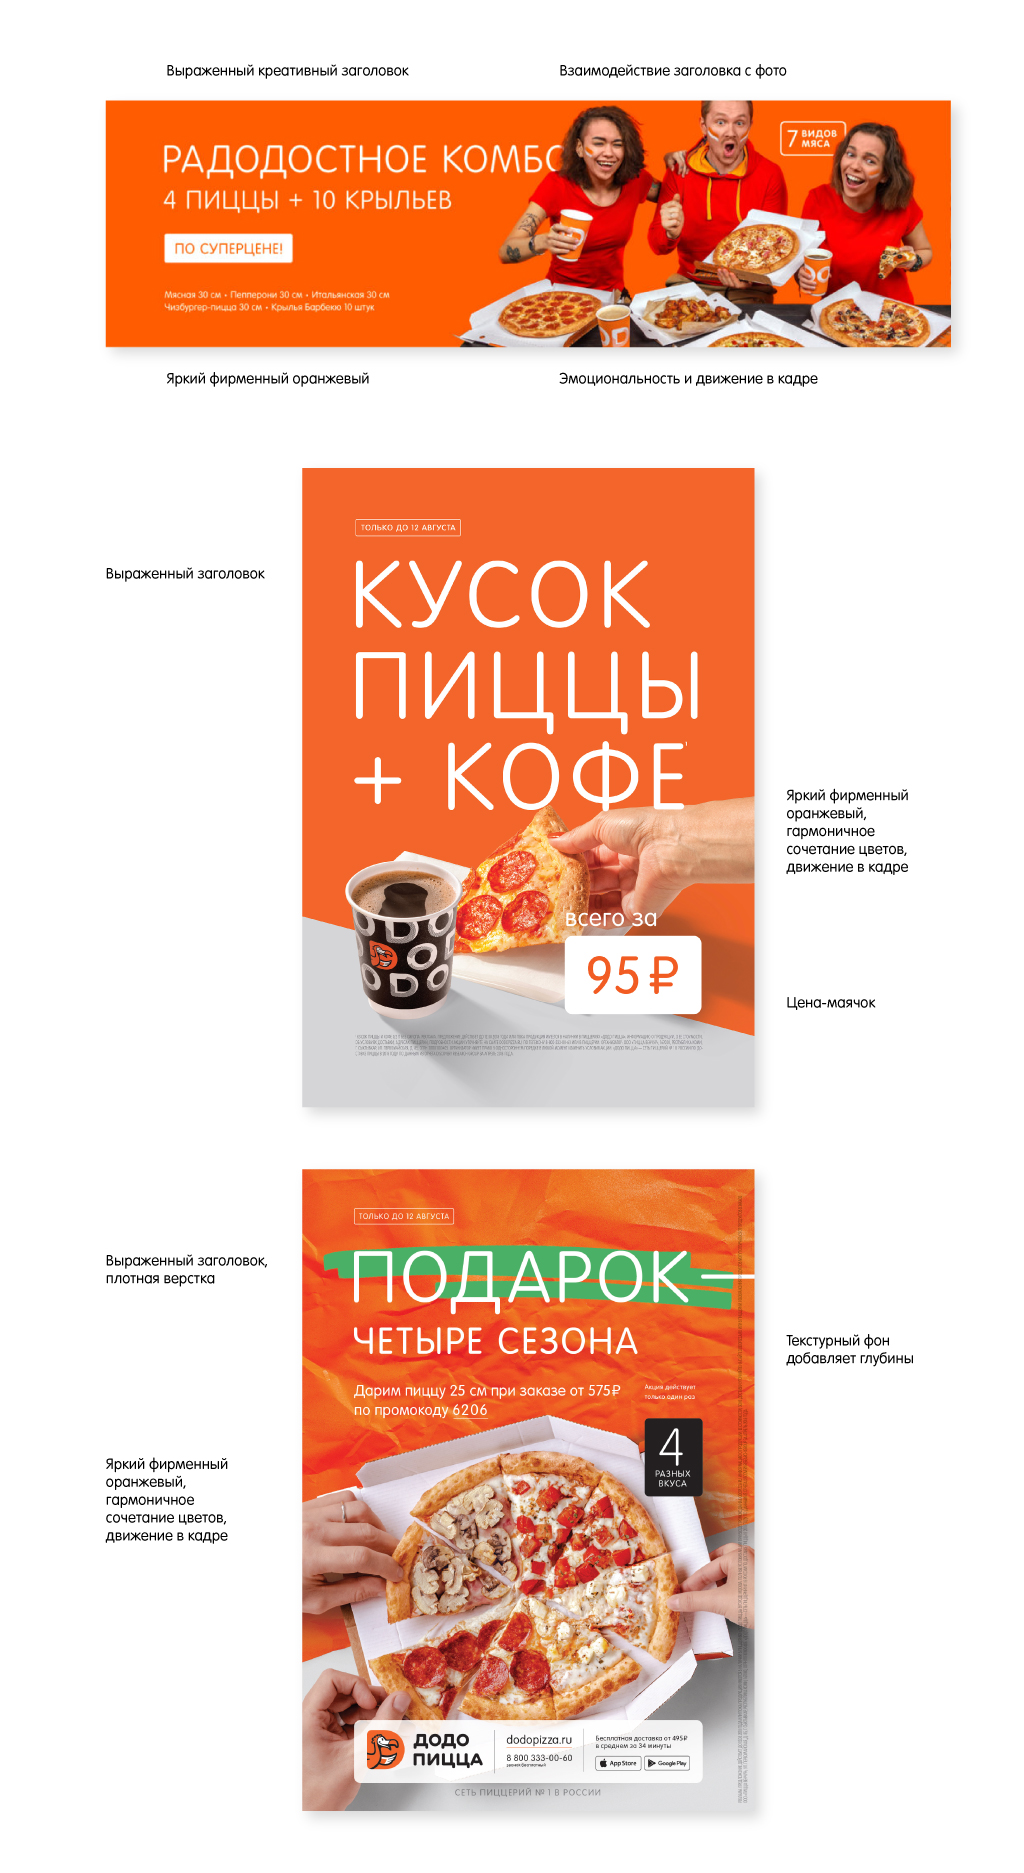 Выраженный креативный заголовок
Взаимодействие заголовка с фото
РАДОДОСТНОЕ КОМБО
4 ПИЦЦЫ + 10 КРЫЛЬЕВ
ПО СУПЕРЦЕНЕ!
Мясная 30 см • Пепперони 30 см • Итальянская 30 см
Чизбургер-пицца 30 см • Крылья Барбекю 10 штук
7 ВИДОВ
МЯСА
Яркий фирменный оранжевый
Эмоциональность и движение в кадре
ТОЛЬКО ДО 12 АВГУСТА
Выраженный заголовок
КУСОК
ПИЦЦЫ
+ КОФЕ
Яркий фирменный
оранжевый,
гармоничное
сочетание цветов,
движение в кадре
всего за
95 ₽
Цена-маячок
ТОЛЬКО ДО 12 АВГУСТА
Выраженный заголовок,
плотная верстка
ПОДАРОК —
ЧЕТЫРЕ СЕЗОНА
Текстурный фон
добавляет глубины
Дарим пиццу 25 см при заказе от 575₽
по промокоду 6206
Акция действует
только один раз
4
РАЗНЫХ
ВКУСА
Яркий фирменный
оранжевый,
гармоничное
сочетание цветов,
движение в кадре
ДОДО
ПИЦЦА
dodopizza.ru
8 800 333-00-60
звонок бесплатный
Бесплатная доставка от 495₽
в среднем за 34 минуты
App Store
Google Play
СЕТЬ ПИЦЦЕРИЙ № 1 В РОССИИ